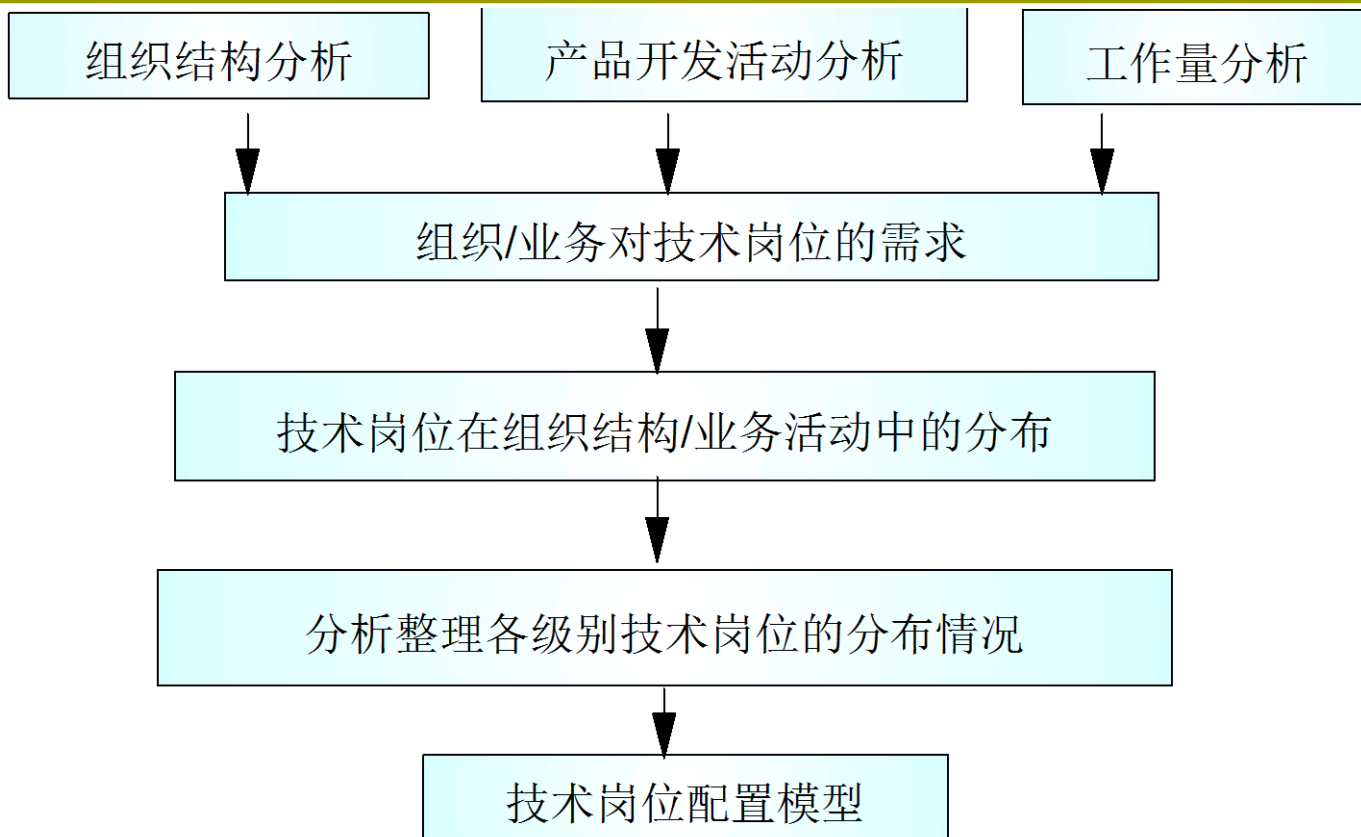 组织结构分析
产品开发活动分析
工作量分析
组织/业务对技术岗位的需求
技术岗位在组织结构/业务活动中的分布
分析整理各级别技术岗位的分布情况
技术岗位配置模型